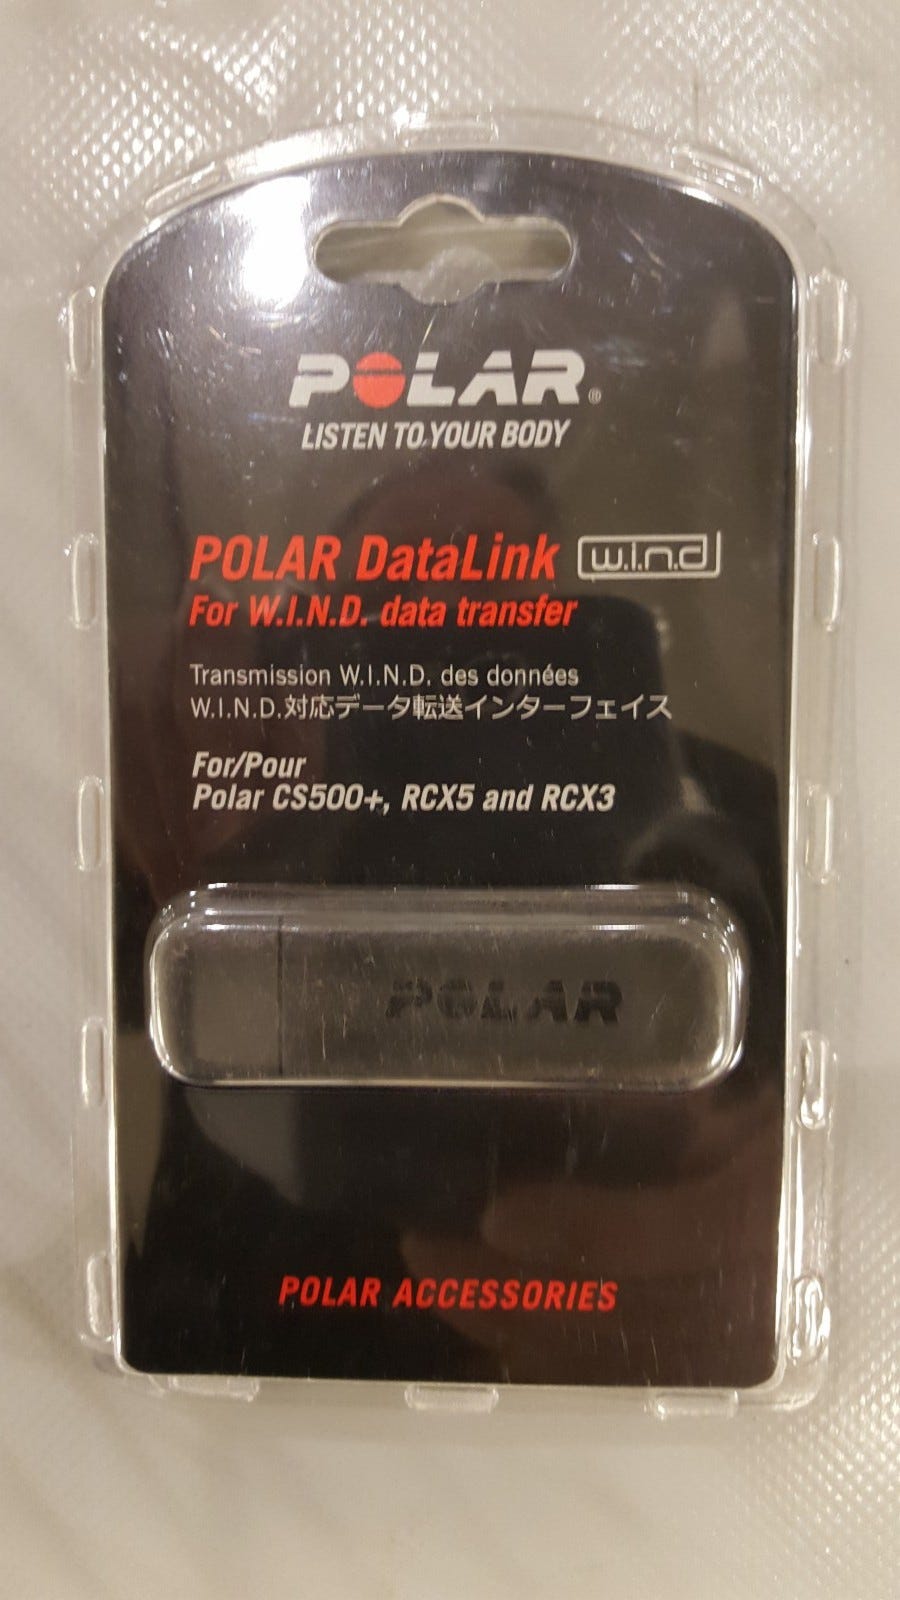 POLAR®
LISTEN TO YOUR BODY
POLAR DataLink w.i.n.d
For W.I.N.D. data transfer
Transmission W.I.N.D. des données
W.I.N.D.対応データ転送インターフェイス
For/Pour
Polar CS500+, RCX5 and RCX3
POLAR
POLAR ACCESSORIES